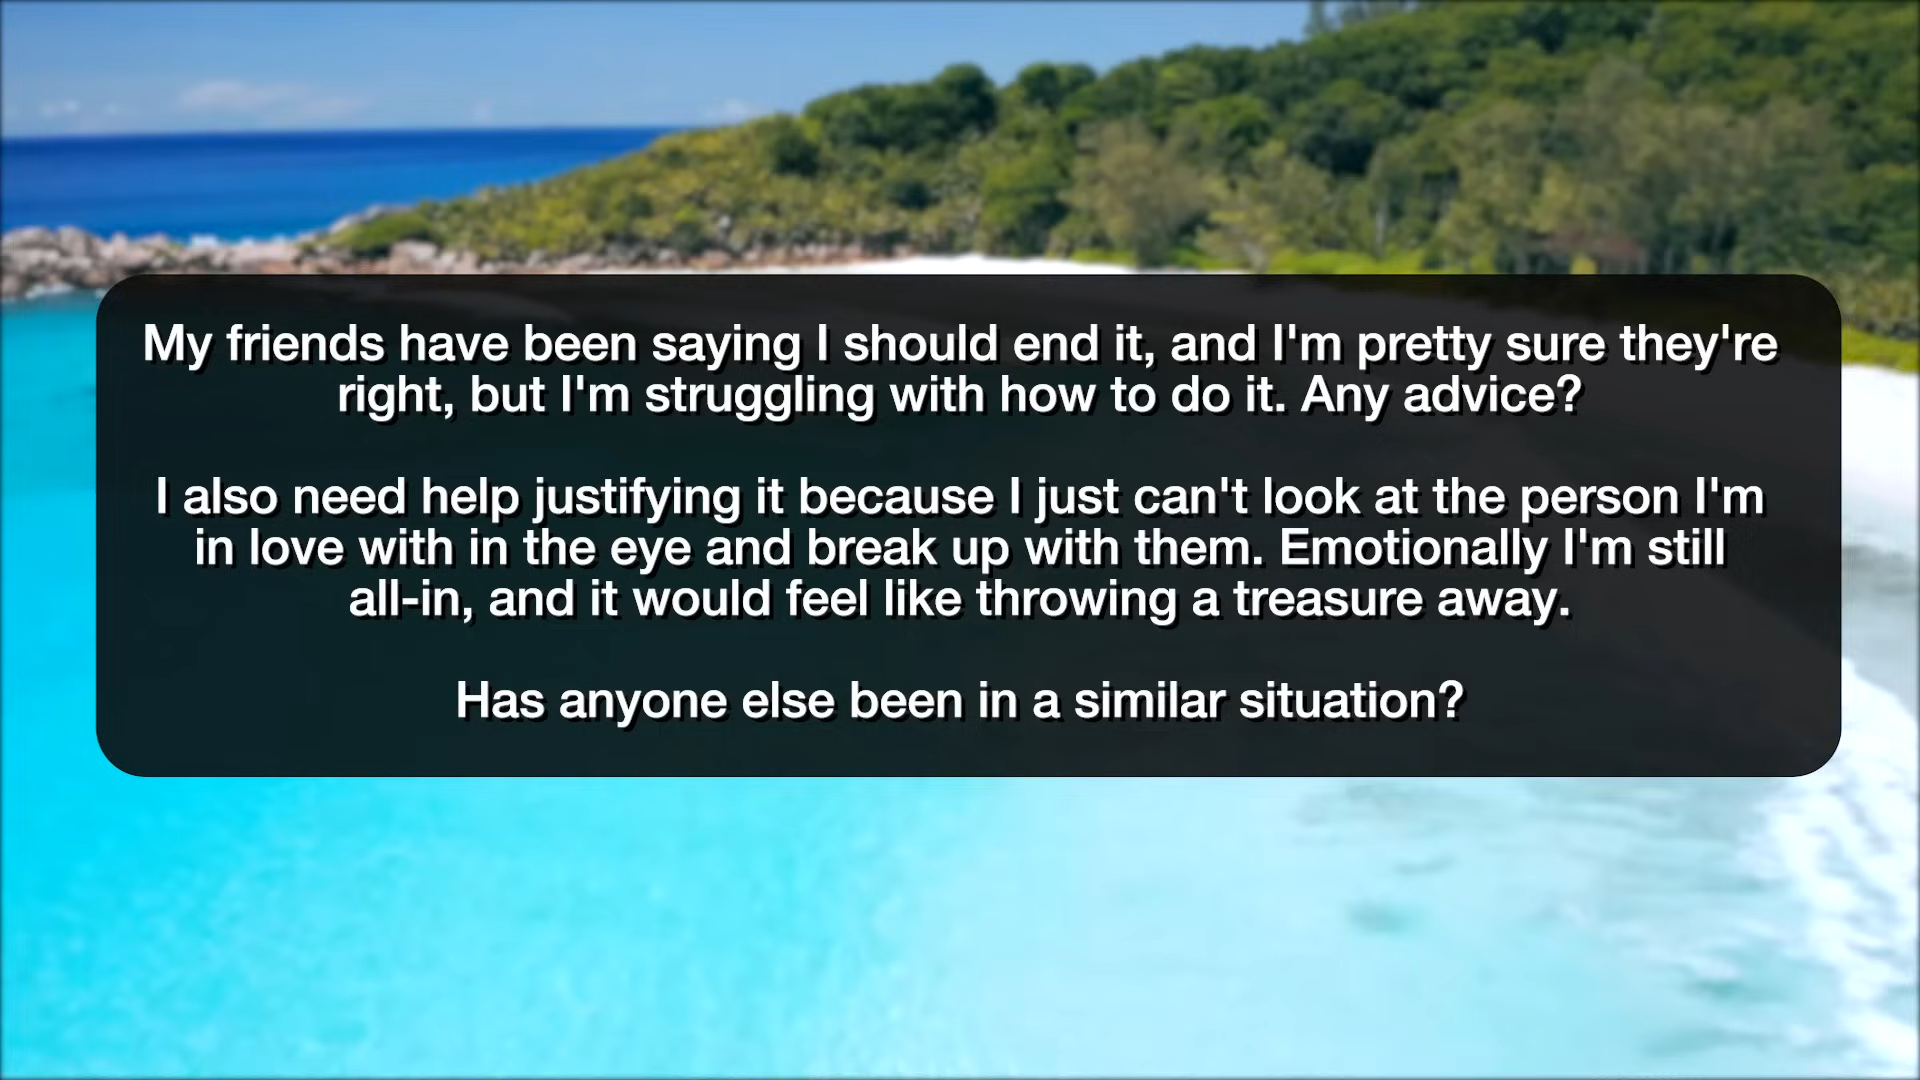 My friends have been saying I should end it, and I'm pretty sure they're
right, but I'm struggling with how to do it. Any advice?
I also need help justifying it because I just can't look at the person I'm
in love with in the eye and break up with them. Emotionally I'm still
all-in, and it would feel like throwing a treasure away.
Has anyone else been in a similar situation?